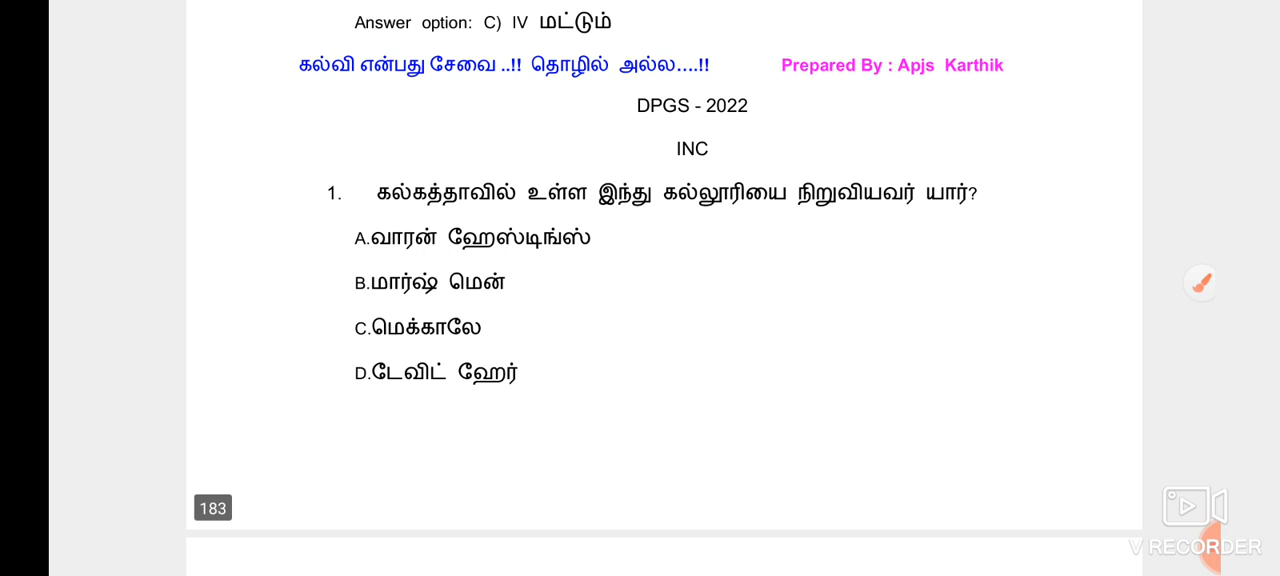 Answer option: C) IV மட்டும்
கல்வி என்பது சேவை ..!! தொழில் அல்ல....!! Prepared By : Apjs Karthik
DPGS - 2022
INC
1. கல்கத்தாவில் உள்ள இந்து கல்லூரியை நிறுவியவர் யார்?
A.வாரன் ஹேஸ்டிங்ஸ்
B.மார்ஷ் மென்
C.மெக்காலே
D.டேவிட் ஹேர்
183
V RECORDER